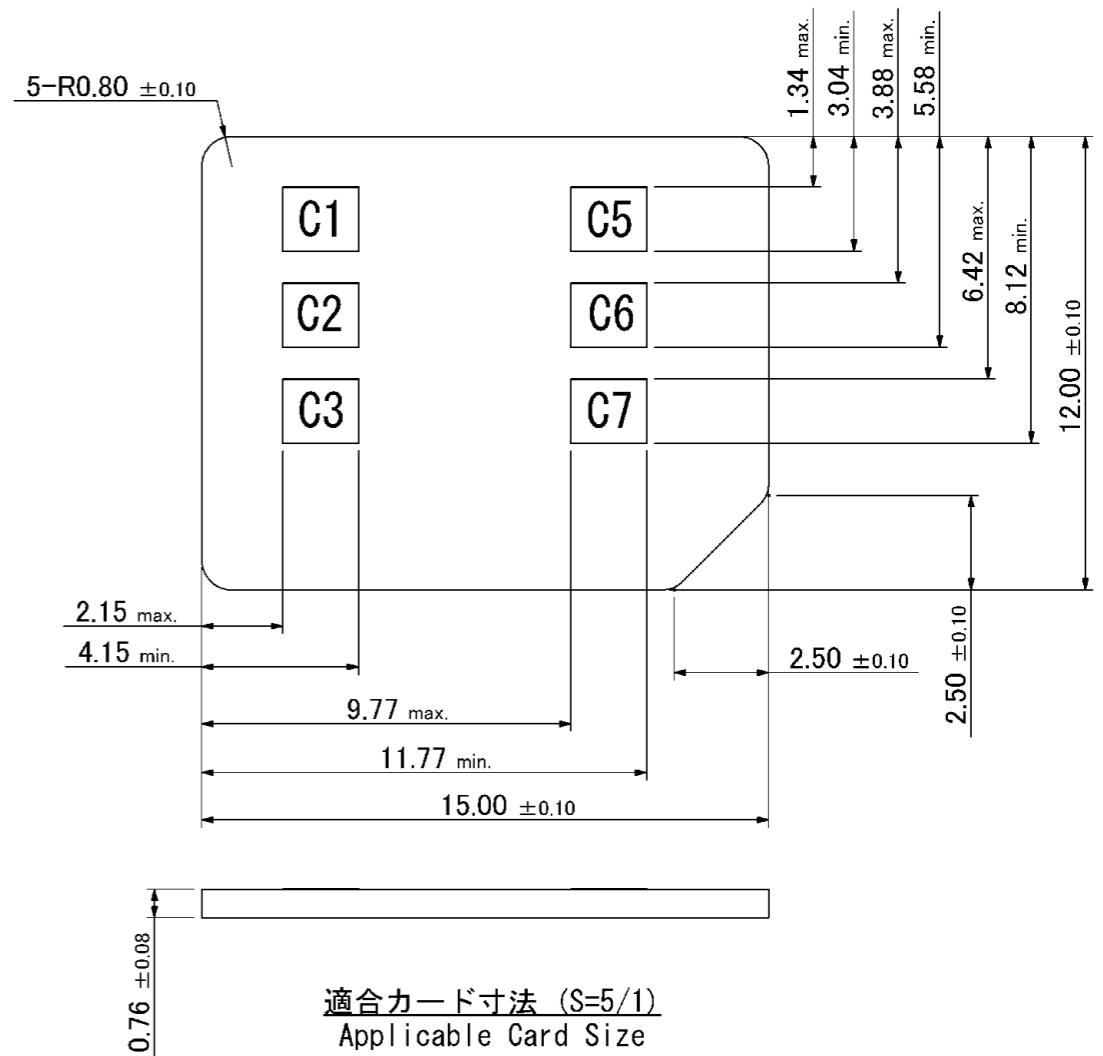 5-R0.80 ±0.10
1.34 max.
3.04 min.
3.88 max.
5.58 min.
6.42 max.
8.12 min.
12.00 ±0.10
C1
C5
C2
C6
C3
C7
2.15 max.
4.15 min.
2.50 ±0.10
2.50 ±0.10
9.77 max.
11.77 min.
15.00 ±0.10
0.76 ±0.08
適合カード寸法 (S=5/1)
Applicable Card Size